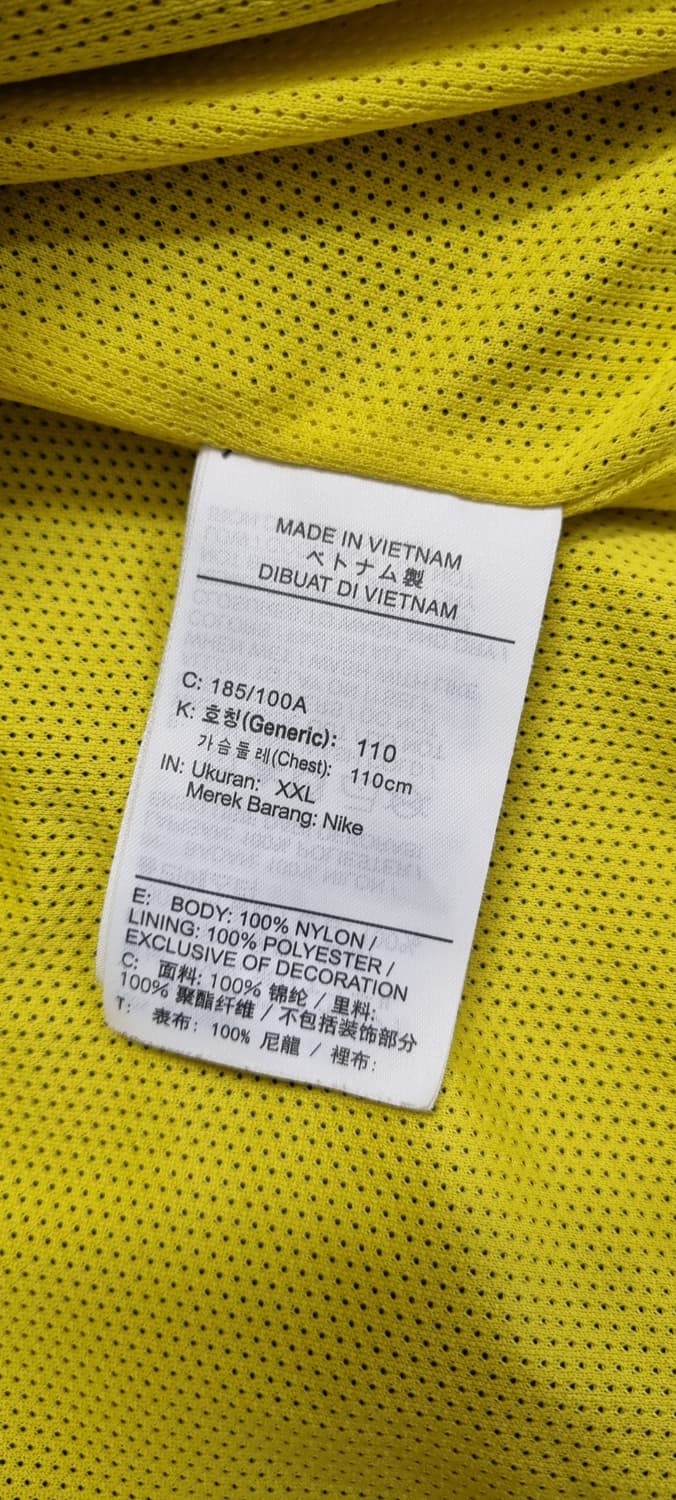 MADE IN VIETNAM
ベトナム製
DIBUAT DI VIETNAM
C: 185/100A
K: 호칭(Generic): 110
가슴둘레(Chest): 110cm
IN: Ukuran: XXL
Merek Barang: Nike
E: BODY: 100% NYLON /
LINING: 100% POLYESTER /
EXCLUSIVE OF DECORATION
C: 面料: 100% 锦纶 / 里料:
100% 聚酯纤维 / 不包括装饰部分
T: 表布: 100% 尼龍 / 裡布: